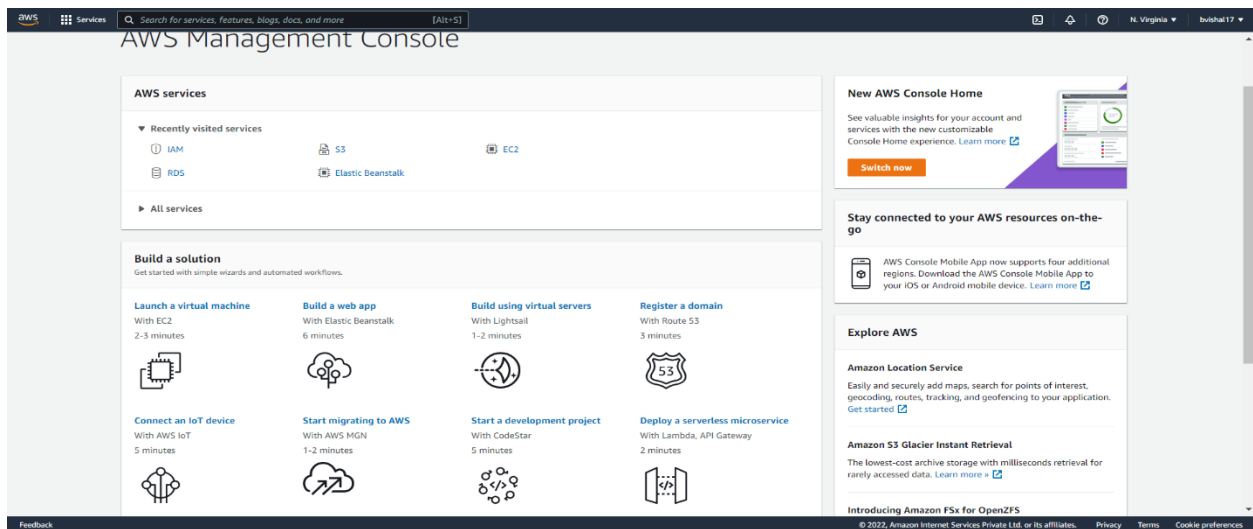 aws
Services
Search for services, features, blogs, docs, and more
[Alt+S]
N. Virginia ▼
bvishal17 ▼
AWS Management Console
AWS services
▼ Recently visited services
IAM
S3
EC2
RDS
Elastic Beanstalk
▶ All services
Build a solution
Get started with simple wizards and automated workflows.
Launch a virtual machine
With EC2
2-3 minutes
Build a web app
With Elastic Beanstalk
6 minutes
Build using virtual servers
With Lightsail
1-2 minutes
Register a domain
With Route 53
3 minutes
53
Connect an IoT device
With AWS IoT
5 minutes
Start migrating to AWS
With AWS MGN
1-2 minutes
Start a development project
With CodeStar
5 minutes
</>
Deploy a serverless microservice
With Lambda, API Gateway
2 minutes
</>
New AWS Console Home
See valuable insights for your account and
services with the new customizable
Console Home experience. Learn more
Switch now
Stay connected to your AWS resources on-the-
go
AWS Console Mobile App now supports four additional
regions. Download the AWS Console Mobile App to
your iOS or Android mobile device. Learn more
Explore AWS
Amazon Location Service
Easily and securely add maps, search for points of interest,
geocoding, routes, tracking, and geofencing to your application.
Get started
Amazon S3 Glacier Instant Retrieval
The lowest-cost archive storage with milliseconds retrieval for
rarely accessed data. Learn more »
Introducing Amazon FSx for OpenZFS
Feedback
© 2022, Amazon Internet Services Private Ltd. or its affiliates.
Privacy
Terms
Cookie preferences